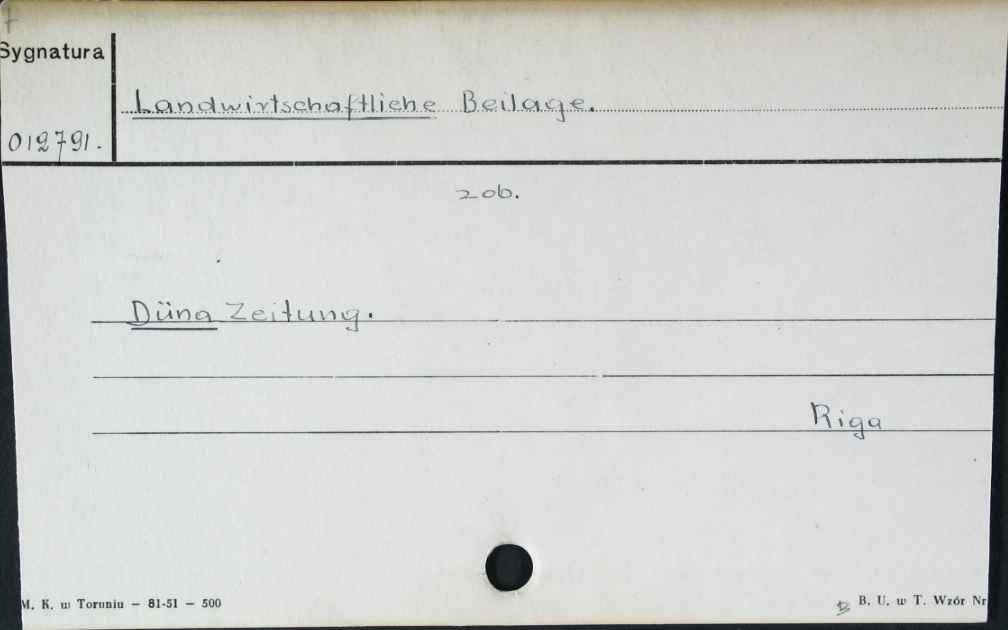 Sygnatura
Landwirtschaftliche Beilage.
012791.
zob.
Düna Zeitung.
Riga
M. K. w Toruniu — 81-51 — 500
B. U. w T. Wzór Nr